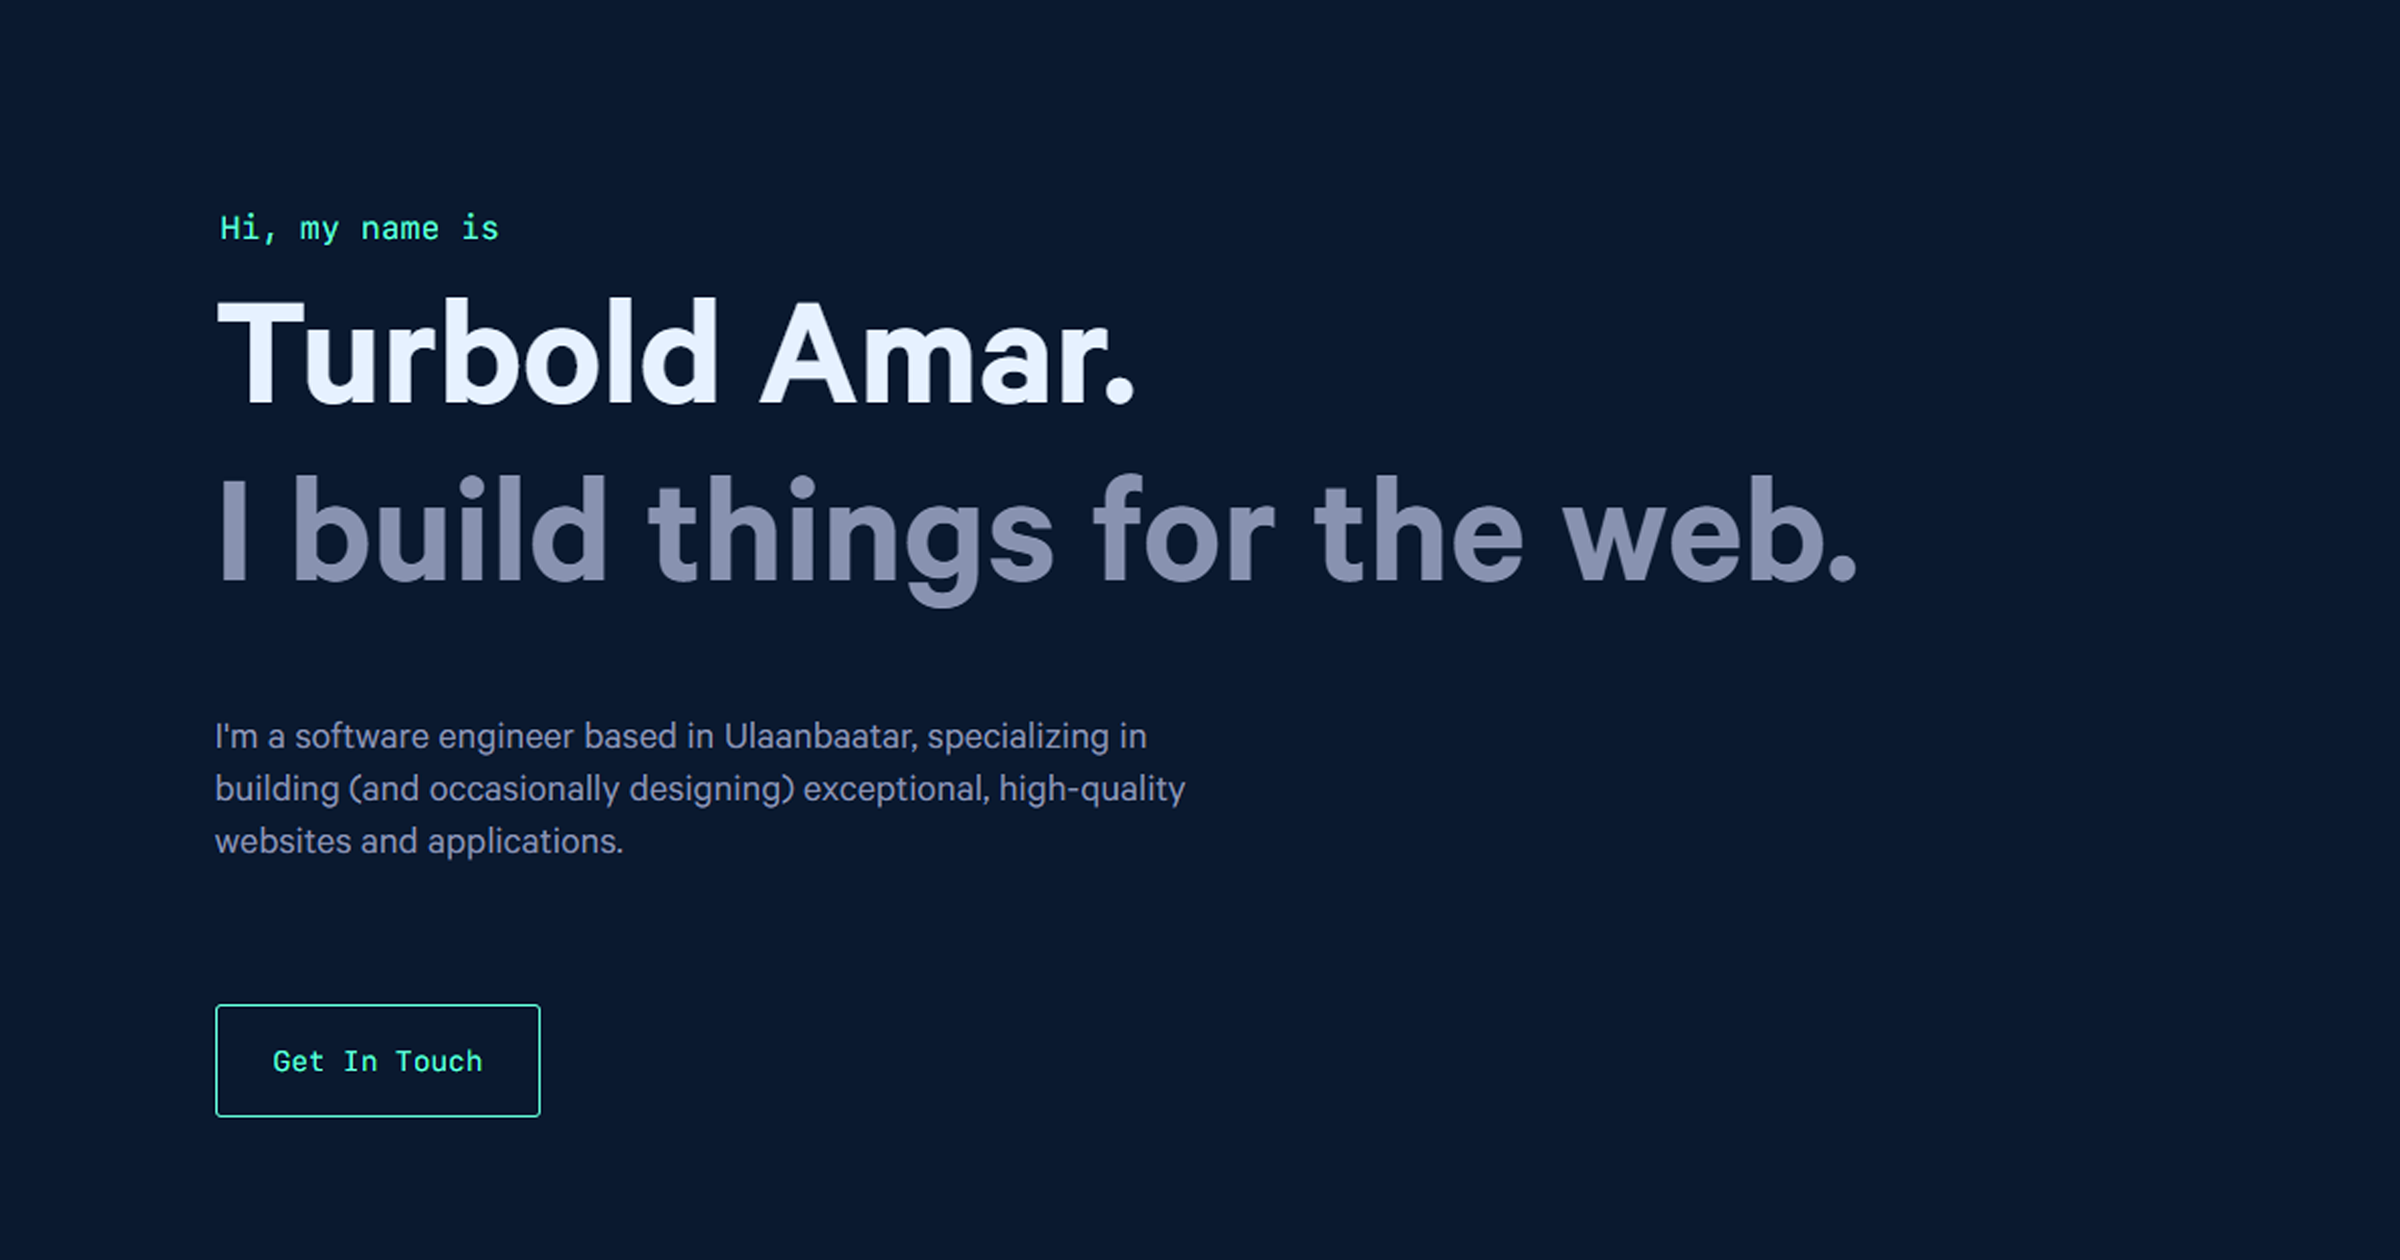 Hi, my name is
Turbold Amar.
I build things for the web.
I'm a software engineer based in Ulaanbaatar, specializing in
building (and occasionally designing) exceptional, high-quality
websites and applications.
Get In Touch